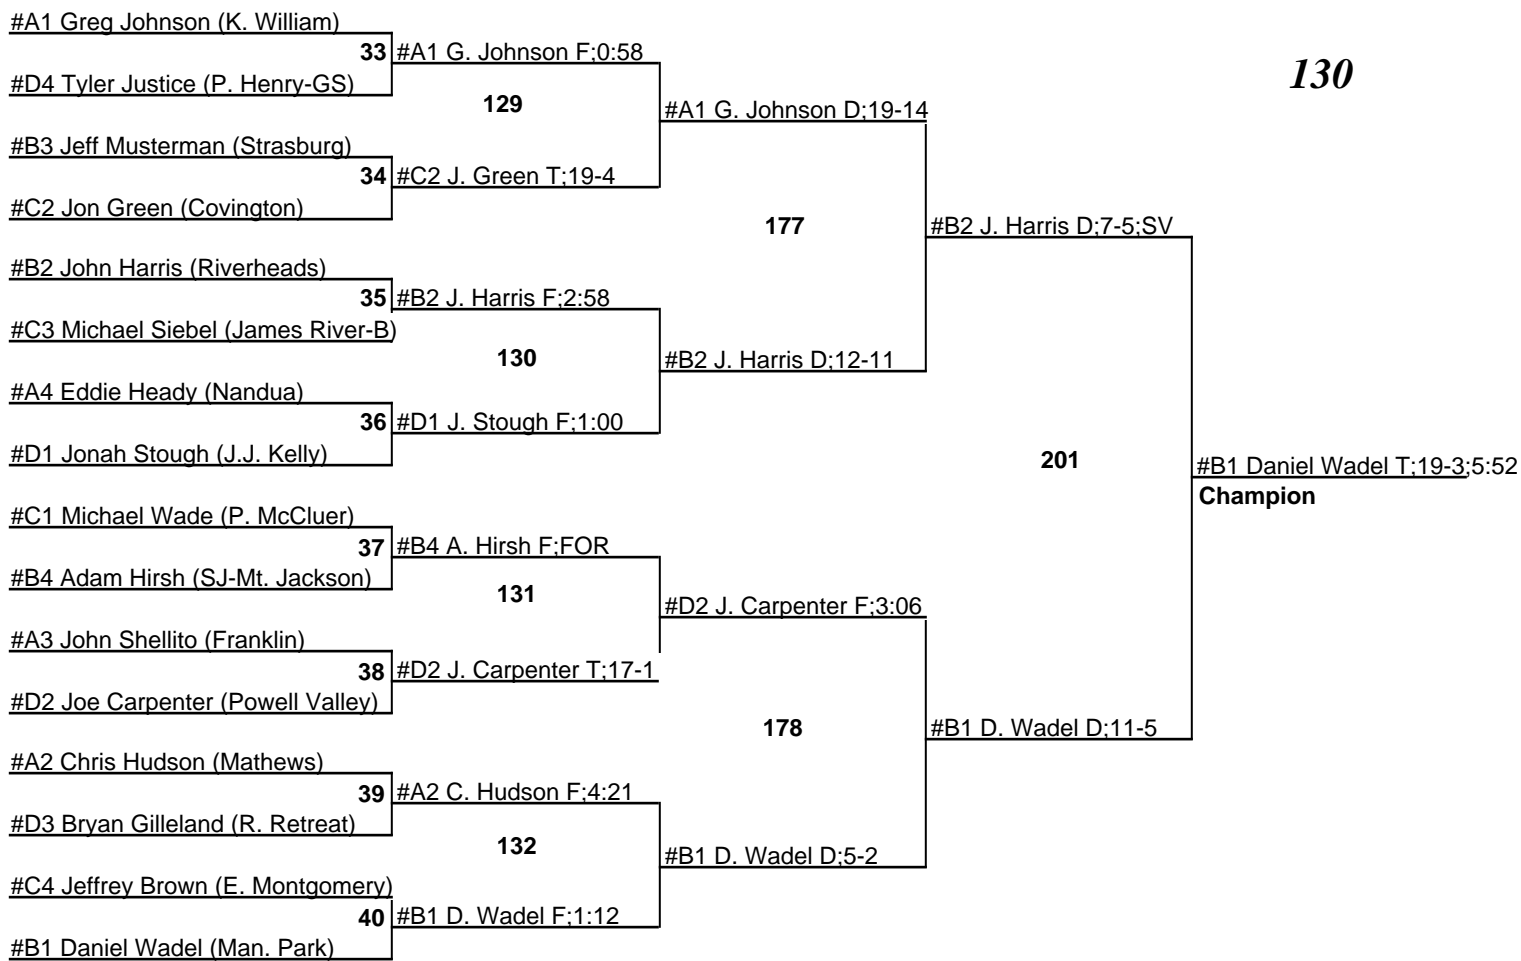 #A1 Greg Johnson (K. William)
33 #A1 G. Johnson F;0:58
130
#D4 Tyler Justice (P. Henry-GS)
129
#A1 G. Johnson D;19-14
#B3 Jeff Musterman (Strasburg)
34 #C2 J. Green T;19-4
#C2 Jon Green (Covington)
177
#B2 J. Harris D;7-5;SV
#B2 John Harris (Riverheads)
35 #B2 J. Harris F;2:58
#C3 Michael Siebel (James River-B)
130
#B2 J. Harris D;12-11
#A4 Eddie Heady (Nandua)
36 #D1 J. Stough F;1:00
#D1 Jonah Stough (J.J. Kelly)
201
#B1 Daniel Wadel T;19-3;5:52
Champion
#C1 Michael Wade (P. McCluer)
37 #B4 A. Hirsh F;FOR
#B4 Adam Hirsh (SJ-Mt. Jackson)
131
#D2 J. Carpenter F;3:06
#A3 John Shellito (Franklin)
38 #D2 J. Carpenter T;17-1
#D2 Joe Carpenter (Powell Valley)
178
#B1 D. Wadel D;11-5
#A2 Chris Hudson (Mathews)
39 #A2 C. Hudson F;4:21
#D3 Bryan Gilleland (R. Retreat)
132
#B1 D. Wadel D;5-2
#C4 Jeffrey Brown (E. Montgomery)
40 #B1 D. Wadel F;1:12
#B1 Daniel Wadel (Man. Park)